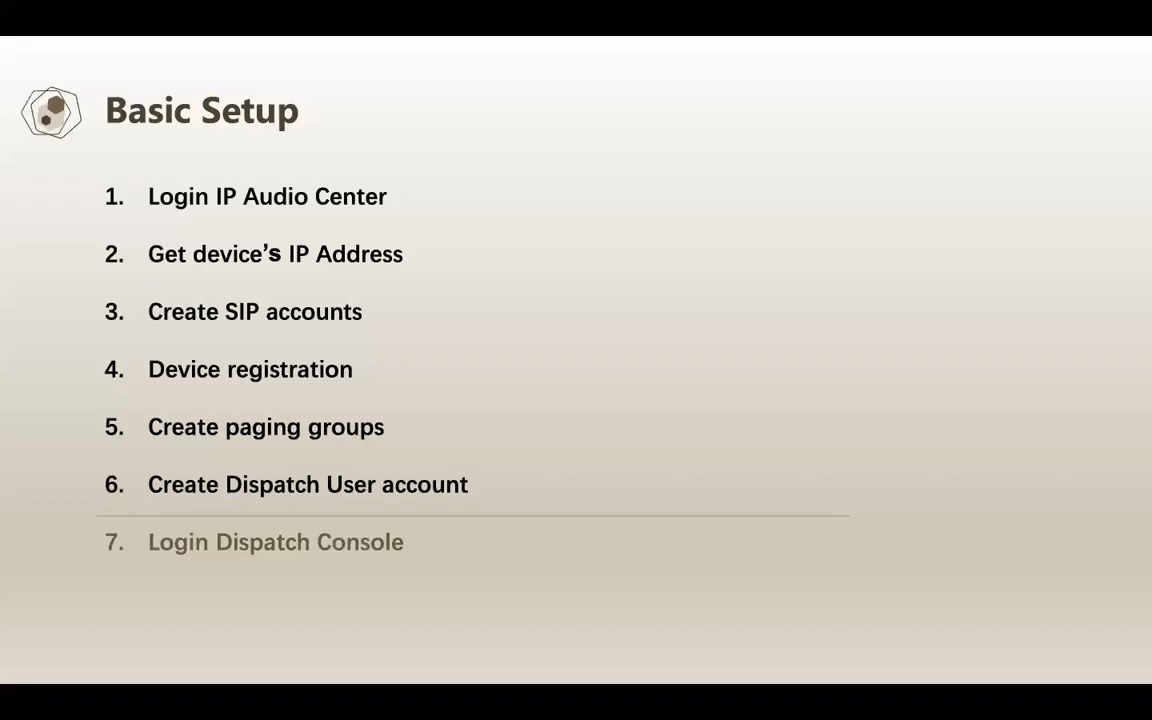 Basic Setup
1. Login IP Audio Center
2. Get device’s IP Address
3. Create SIP accounts
4. Device registration
5. Create paging groups
6. Create Dispatch User account
7. Login Dispatch Console